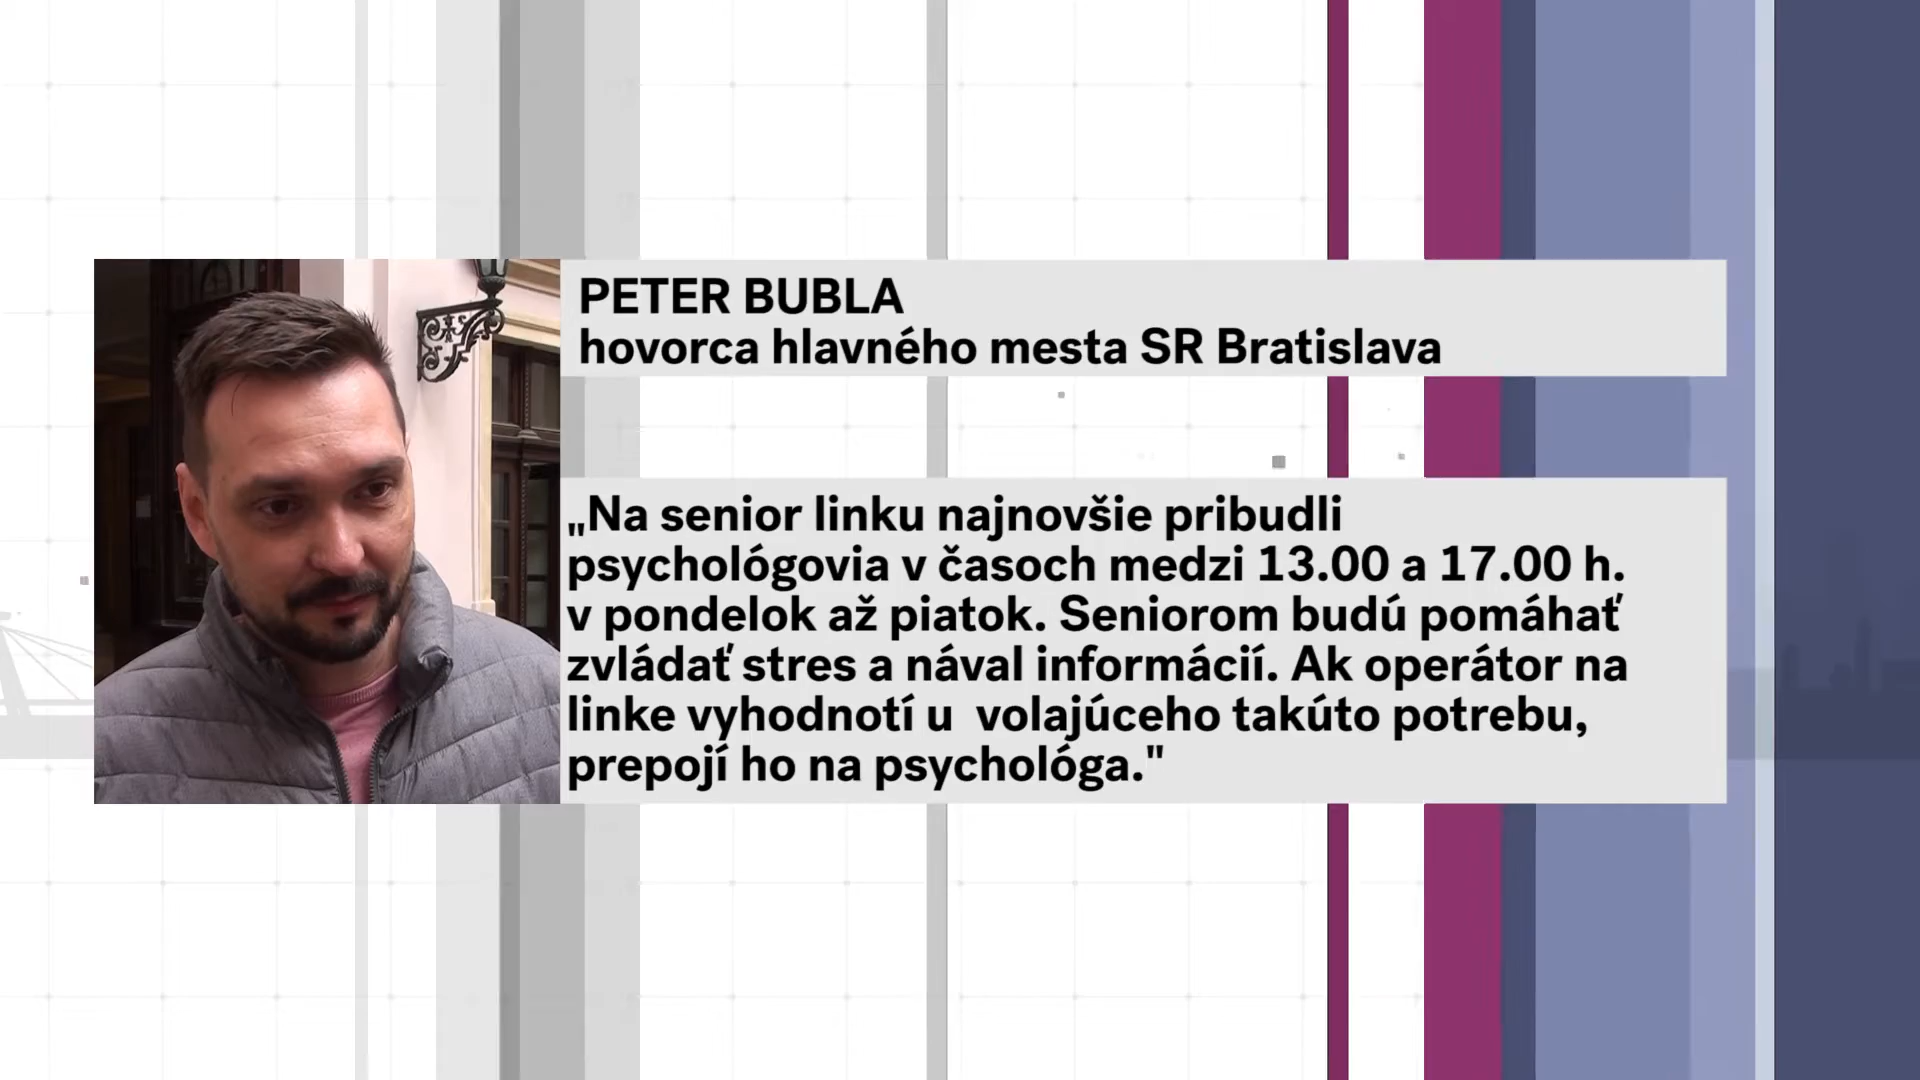 PETER BUBLA
hovorca hlavného mesta SR Bratislava
„Na senior linku najnovšie pribudli
psychológovia v časoch medzi 13.00 a 17.00 h.
v pondelok až piatok. Seniorom budú pomáhať
zvládať stres a nával informácií. Ak operátor na
linke vyhodnotí u  volajúceho takúto potrebu,
prepojí ho na psychológa."